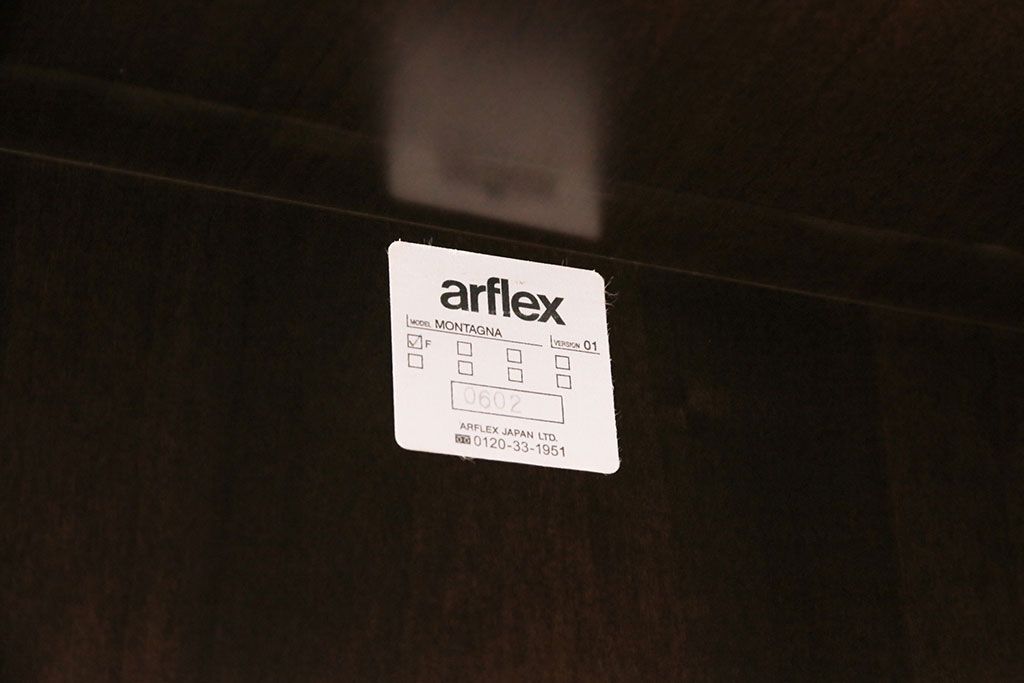 arflex
MODEL MONTAGNA VERSION 01
☑ F ☐ ☐ ☐
☐ ☐ ☐ ☐
0602
ARFLEX JAPAN LTD.
0120-33-1951